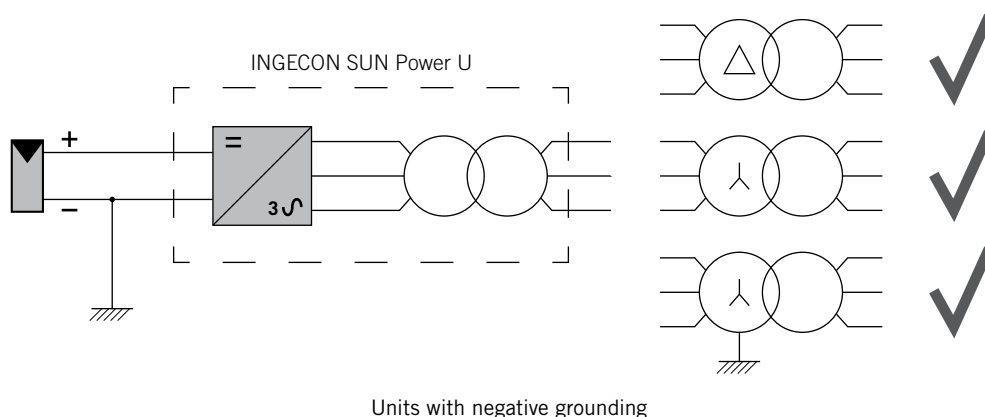 INGECON SUN Power U
+
=
−
3
Units with negative grounding